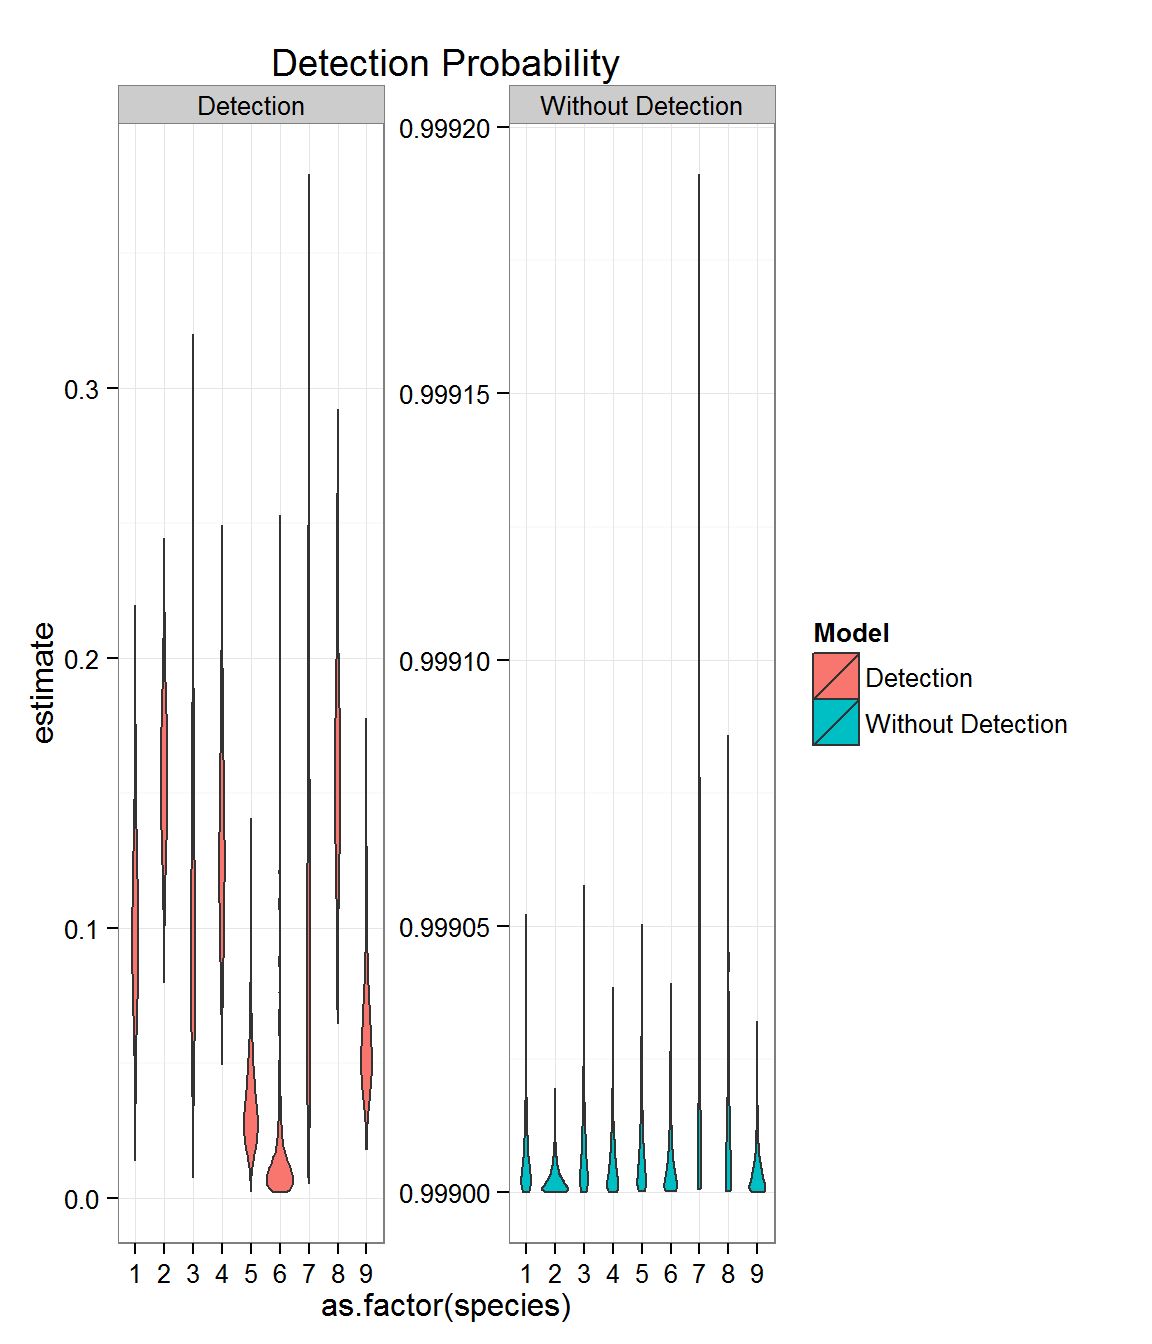 Detection Probability
Detection
Without Detection
estimate
0.3
0.2
0.1
0.0
0.99920
0.99915
0.99910
0.99905
0.99900
1 2 3 4 5 6 7 8 9
1 2 3 4 5 6 7 8 9
as.factor(species)
Model
Detection
Without Detection